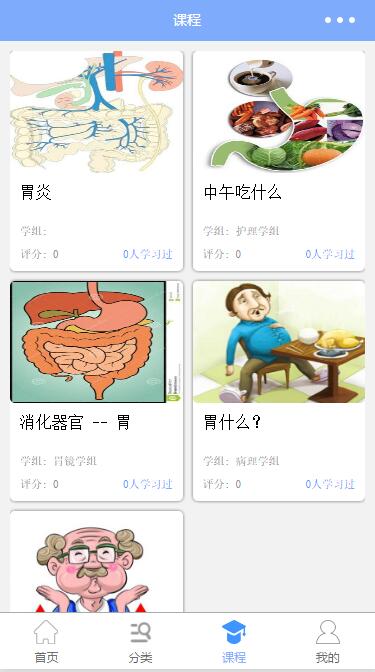 课程
胃炎
学组:
评分: 0 0人学习过
中午吃什么
学组: 护理学组
评分: 0 0人学习过
消化器官 -- 胃
学组: 胃镜学组
评分: 0 0人学习过
胃什么?
学组: 病理学组
评分: 0 0人学习过
首页
分类
课程
我的